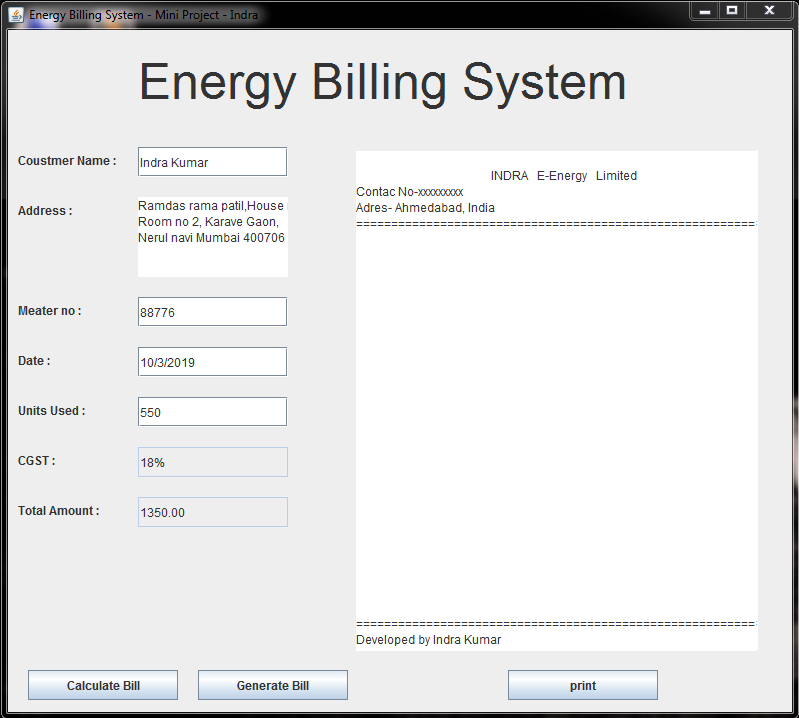 Energy Billing System - Mini Project - Indra
Energy Billing System
Coustmer Name :
Indra Kumar
Address :
Ramdas rama patil,House
Room no 2, Karave Gaon,
Nerul navi Mumbai 400706
Meater no :
88776
Date :
10/3/2019
Units Used :
550
CGST :
18%
Total Amount :
1350.00
INDRA E-Energy Limited
Contac No-xxxxxxxxx
Adres- Ahmedabad, India
=========================================================
=========================================================
Developed by Indra Kumar
Calculate Bill
Generate Bill
print